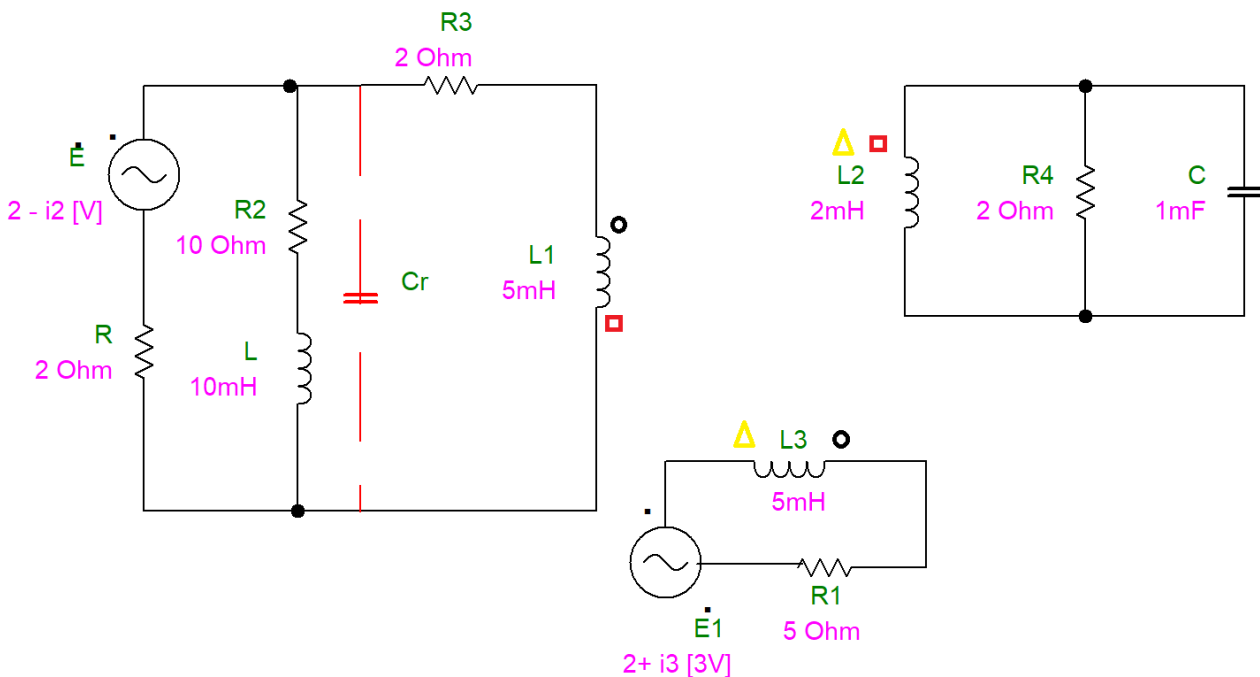 R3
2 Ohm
E
2 - i2 [V]
R2
10 Ohm
Cr
L1
5mH
R
2 Ohm
L
10mH
L2
2mH
R4
2 Ohm
C
1mF
L3
5mH
R1
5 Ohm
E1
2+ i3 [3V]